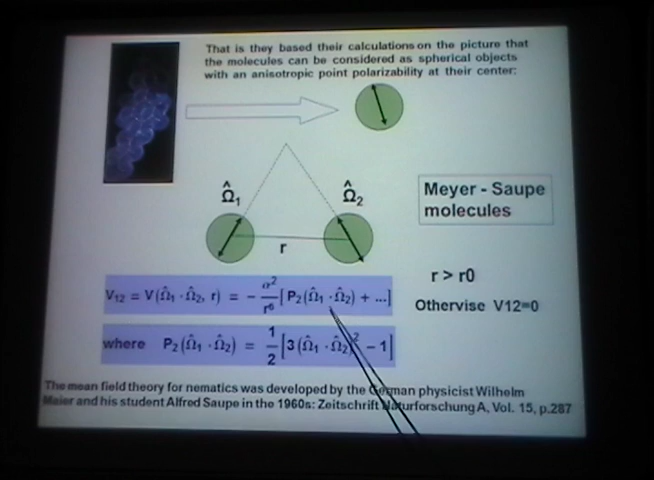 That is they based their calculations on the picture that
the molecules can be considered as spherical objects
with an anisotropic point polarizability at their center:
Ω̂1 Ω̂2
Meyer - Saupe
molecules
r
r > r0
V12 = V(Ω̂1 · Ω̂2, r) = - α²/r⁶ [ P2(Ω̂1 · Ω̂2) + ...]
Othervise V12=0
where P2(Ω̂1 · Ω̂2) = 1/2 [3(Ω̂1 · Ω̂2)² - 1]
The mean field theory for nematics was developed by the German physicist Wilhelm
Maier and his student Alfred Saupe in the 1960s: Zeitschrift Naturforschung A, Vol. 15, p.287